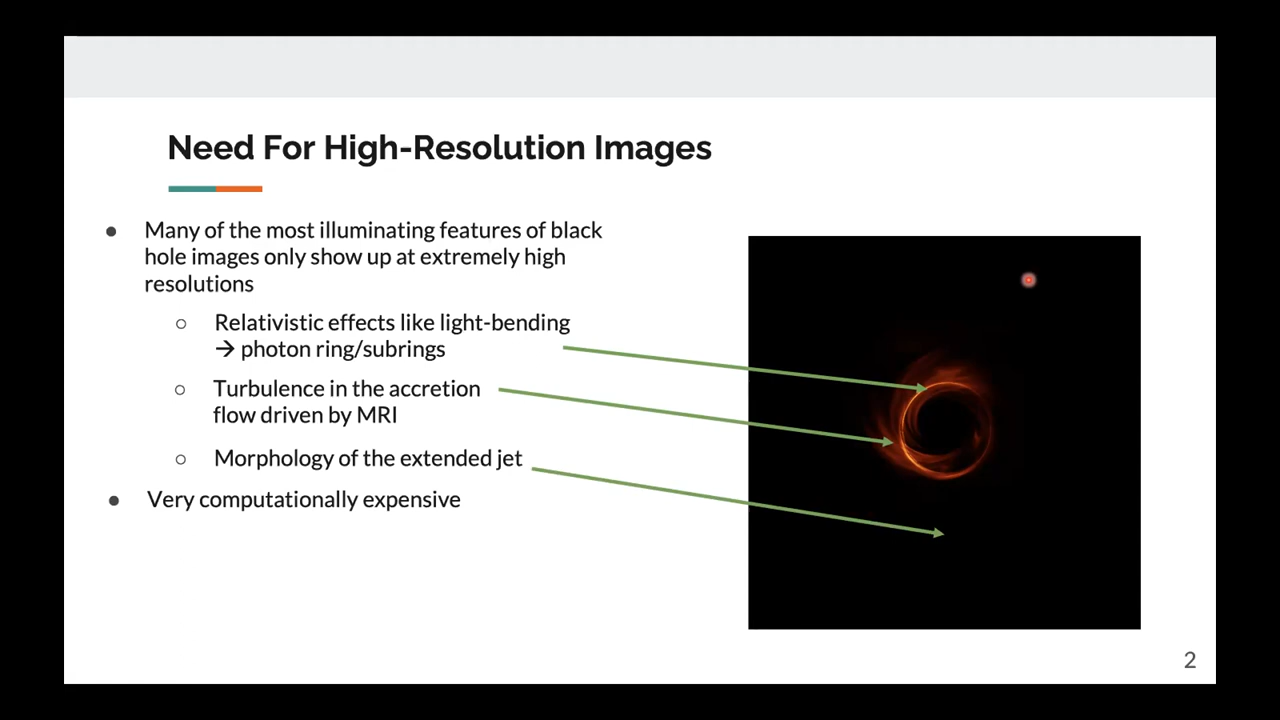 Need For High-Resolution Images
● Many of the most illuminating features of black
hole images only show up at extremely high
resolutions
○ Relativistic effects like light-bending
→ photon ring/subrings
○ Turbulence in the accretion
flow driven by MRI
○ Morphology of the extended jet
● Very computationally expensive
2